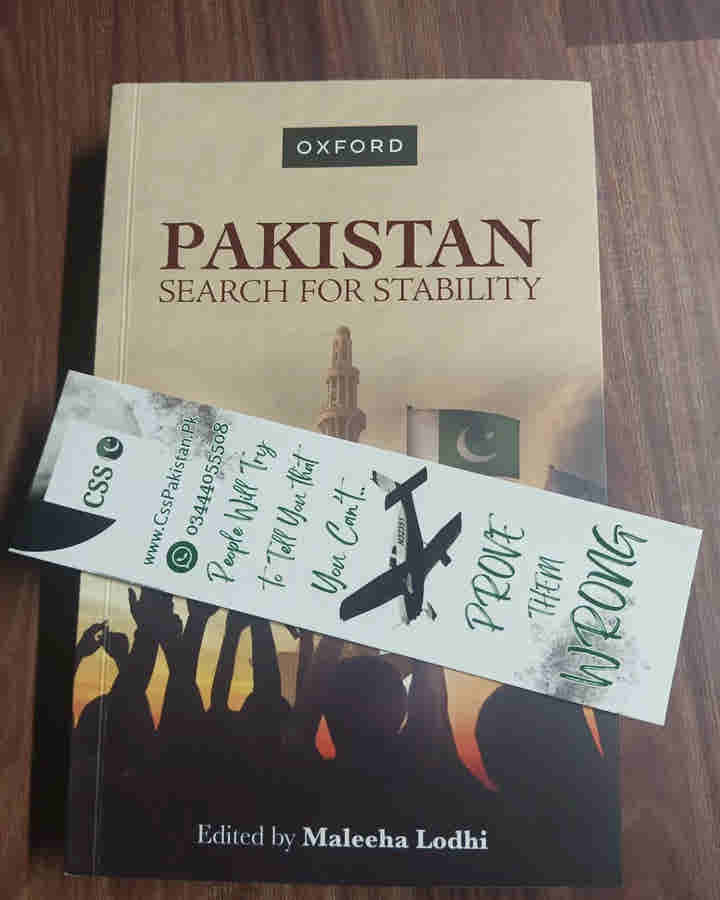 OXFORD
PAKISTAN
SEARCH FOR STABILITY
CSS
www.CssPakistan.Pk
03444055508
People Will Try
to Tell You that
You Can't...
N32351
PROVE
THEM
WRONG
Edited by Maleeha Lodhi